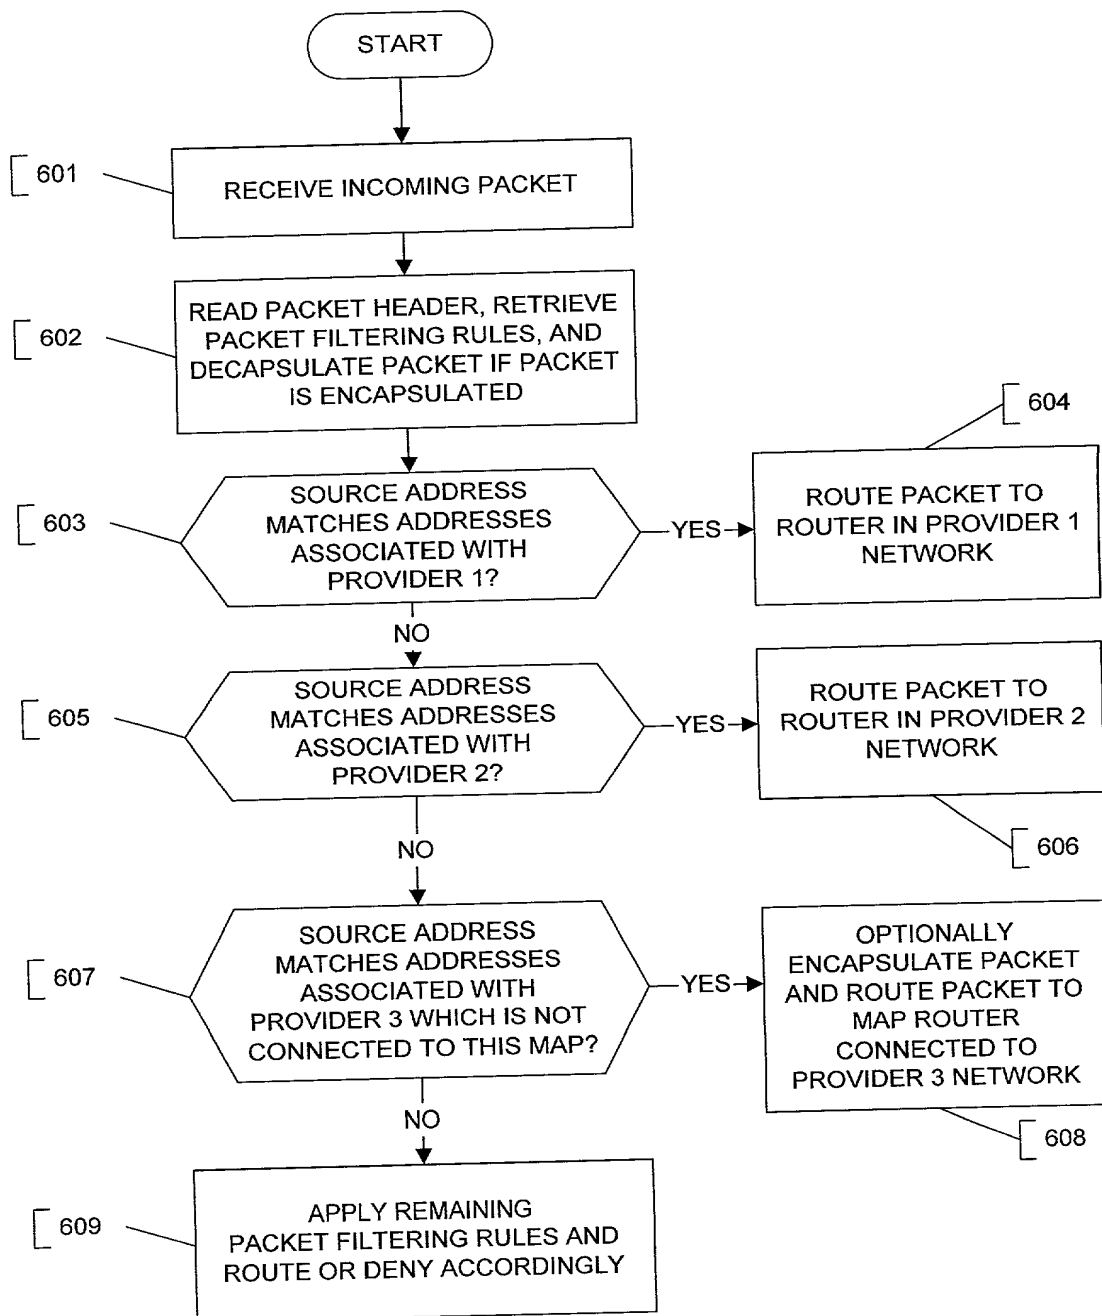 START
601
RECEIVE INCOMING PACKET
602
READ PACKET HEADER, RETRIEVE
PACKET FILTERING RULES, AND
DECAPSULATE PACKET IF PACKET
IS ENCAPSULATED
603
SOURCE ADDRESS
MATCHES ADDRESSES
ASSOCIATED WITH
PROVIDER 1?
YES
604
ROUTE PACKET TO
ROUTER IN PROVIDER 1
NETWORK
NO
605
SOURCE ADDRESS
MATCHES ADDRESSES
ASSOCIATED WITH
PROVIDER 2?
YES
ROUTE PACKET TO
ROUTER IN PROVIDER 2
NETWORK
606
NO
607
SOURCE ADDRESS
MATCHES ADDRESSES
ASSOCIATED WITH
PROVIDER 3 WHICH IS NOT
CONNECTED TO THIS MAP?
YES
OPTIONALLY
ENCAPSULATE PACKET
AND ROUTE PACKET TO
MAP ROUTER
CONNECTED TO
PROVIDER 3 NETWORK
608
NO
609
APPLY REMAINING
PACKET FILTERING RULES AND
ROUTE OR DENY ACCORDINGLY